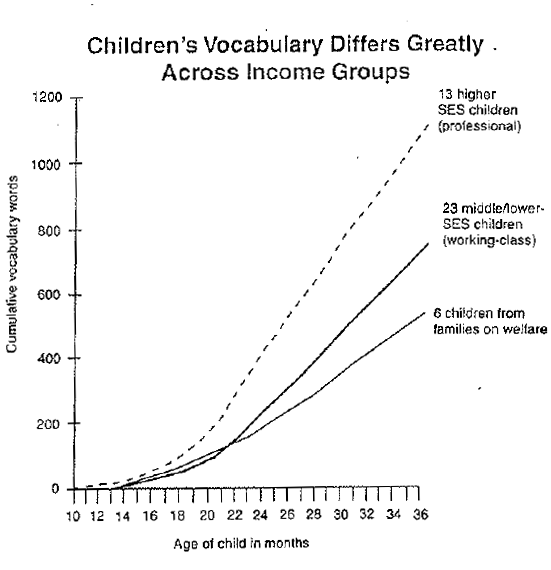 Children's Vocabulary Differs Greatly
Across Income Groups
13 higher
SES children
(professional)
23 middle/lower-
SES children
(working-class)
6 children from
families on welfare
Cumulative vocabulary words
1200
1000
800
600
400
200
0
10 12 14 16 18 20 22 24 26 28 30 32 34 36
Age of child in months